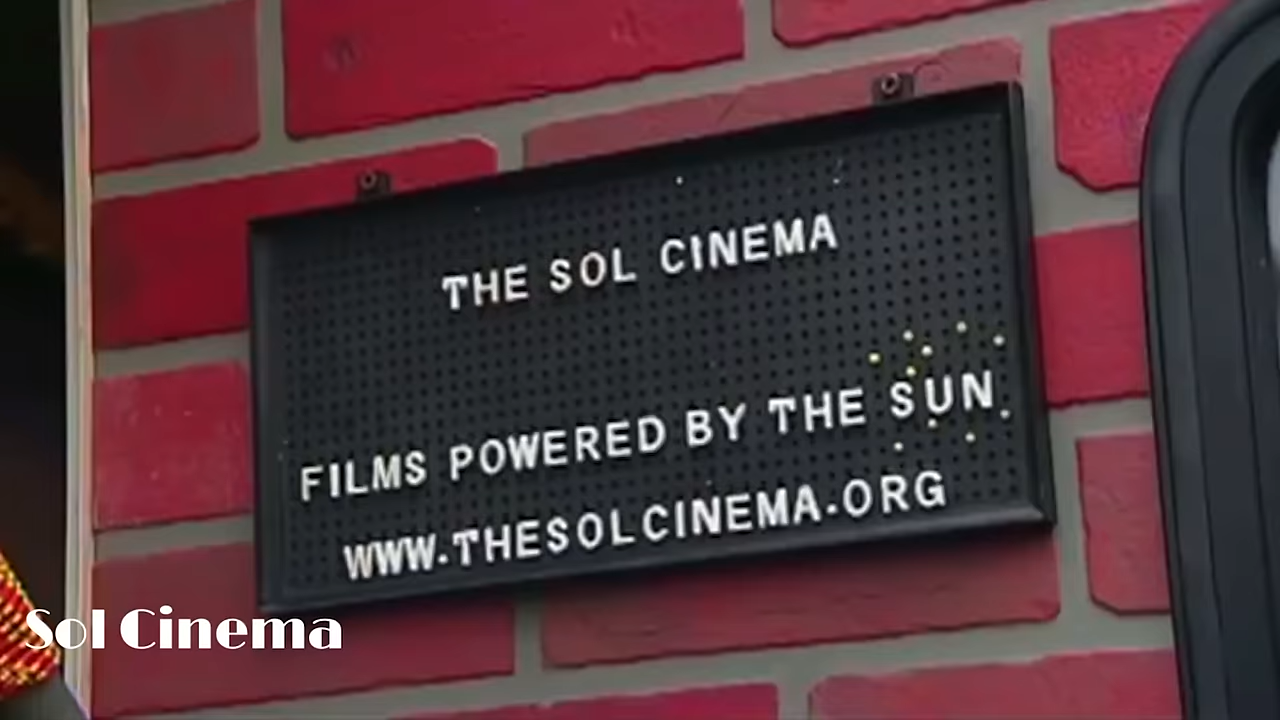 THE SOL CINEMA
FILMS POWERED BY THE SUN.
WWW.THESOLCINEMA.ORG
Sol Cinema